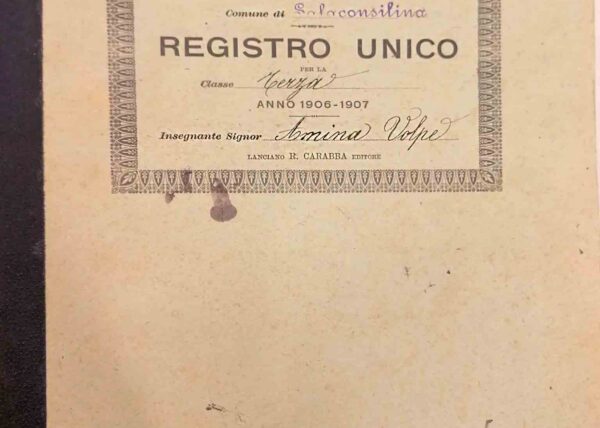 Comune di Salaconsilina
REGISTRO UNICO
PER LA
Classe Terza
ANNO 1906-1907
Insegnante Signor Amina Volpe
LANCIANO R. CARABBA EDITORE